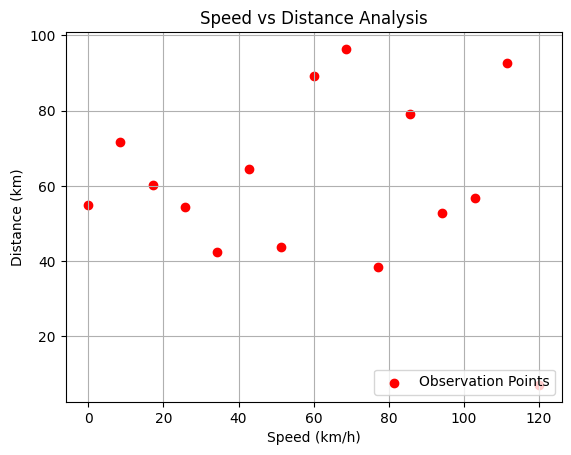 Speed vs Distance Analysis
Distance (km)
100
80
60
40
20
Observation Points
0 20 40 60 80 100 120
Speed (km/h)